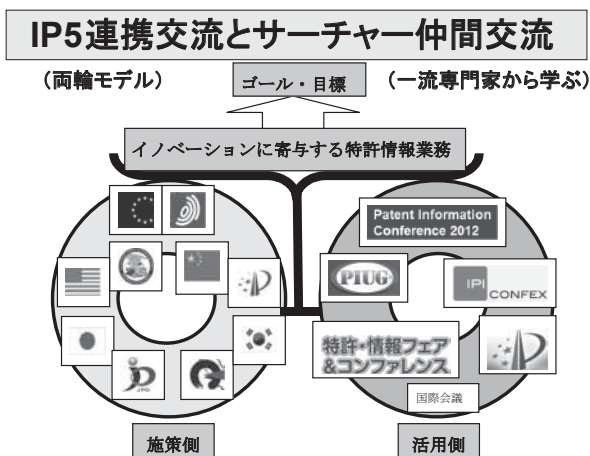 IP5連携交流とサーチャー仲間交流
（両輪モデル）
ゴール・目標
（一流専門家から学ぶ）
イノベーションに寄与する特許情報業務
Patent Information
Conference 2012
PIUG
IPI
CONFEX
JPO
特許・情報フェア
&コンファレンス
国際会議
施策側
活用側